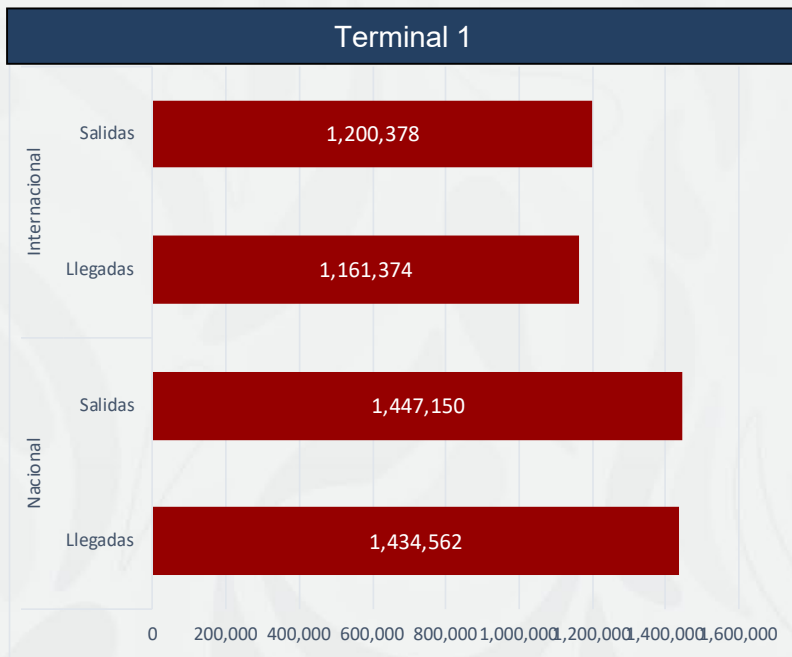 Terminal 1
Internacional
Salidas
1,200,378
Llegadas
1,161,374
Nacional
Salidas
1,447,150
Llegadas
1,434,562
0 200,000 400,000 600,000 800,000 1,000,000 1,200,000 1,400,000 1,600,000